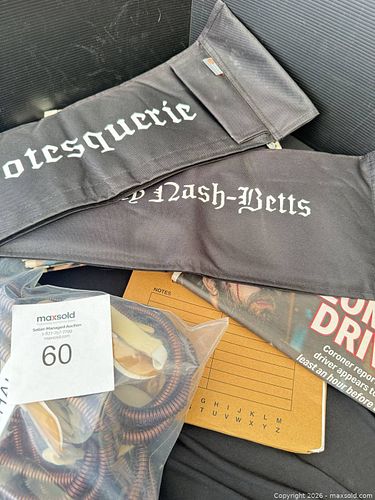 otesquerie
Nash-Betts
maxsold
Seller Managed Auction
maxsold.com
60
NOTES
DRIV
Coroner repor
driver appears t
least an hour before
H I J K L M
T U V W X Y Z
Copyright 2026 - maxsold.com